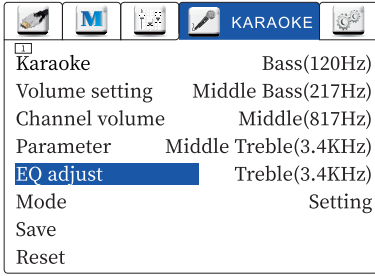 M
KARAOKE
1
Karaoke Bass(120Hz)
Volume setting Middle Bass(217Hz)
Channel volume Middle(817Hz)
Parameter Middle Treble(3.4KHz)
EQ adjust Treble(3.4KHz)
Mode Setting
Save
Reset